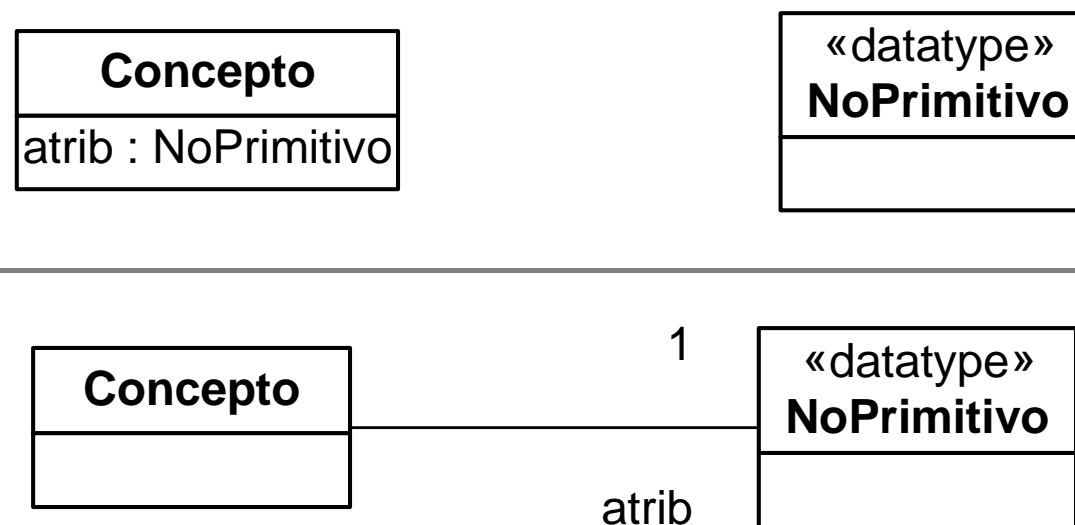 Concepto
atrib : NoPrimitivo
«datatype»
NoPrimitivo
Concepto
1
atrib
«datatype»
NoPrimitivo